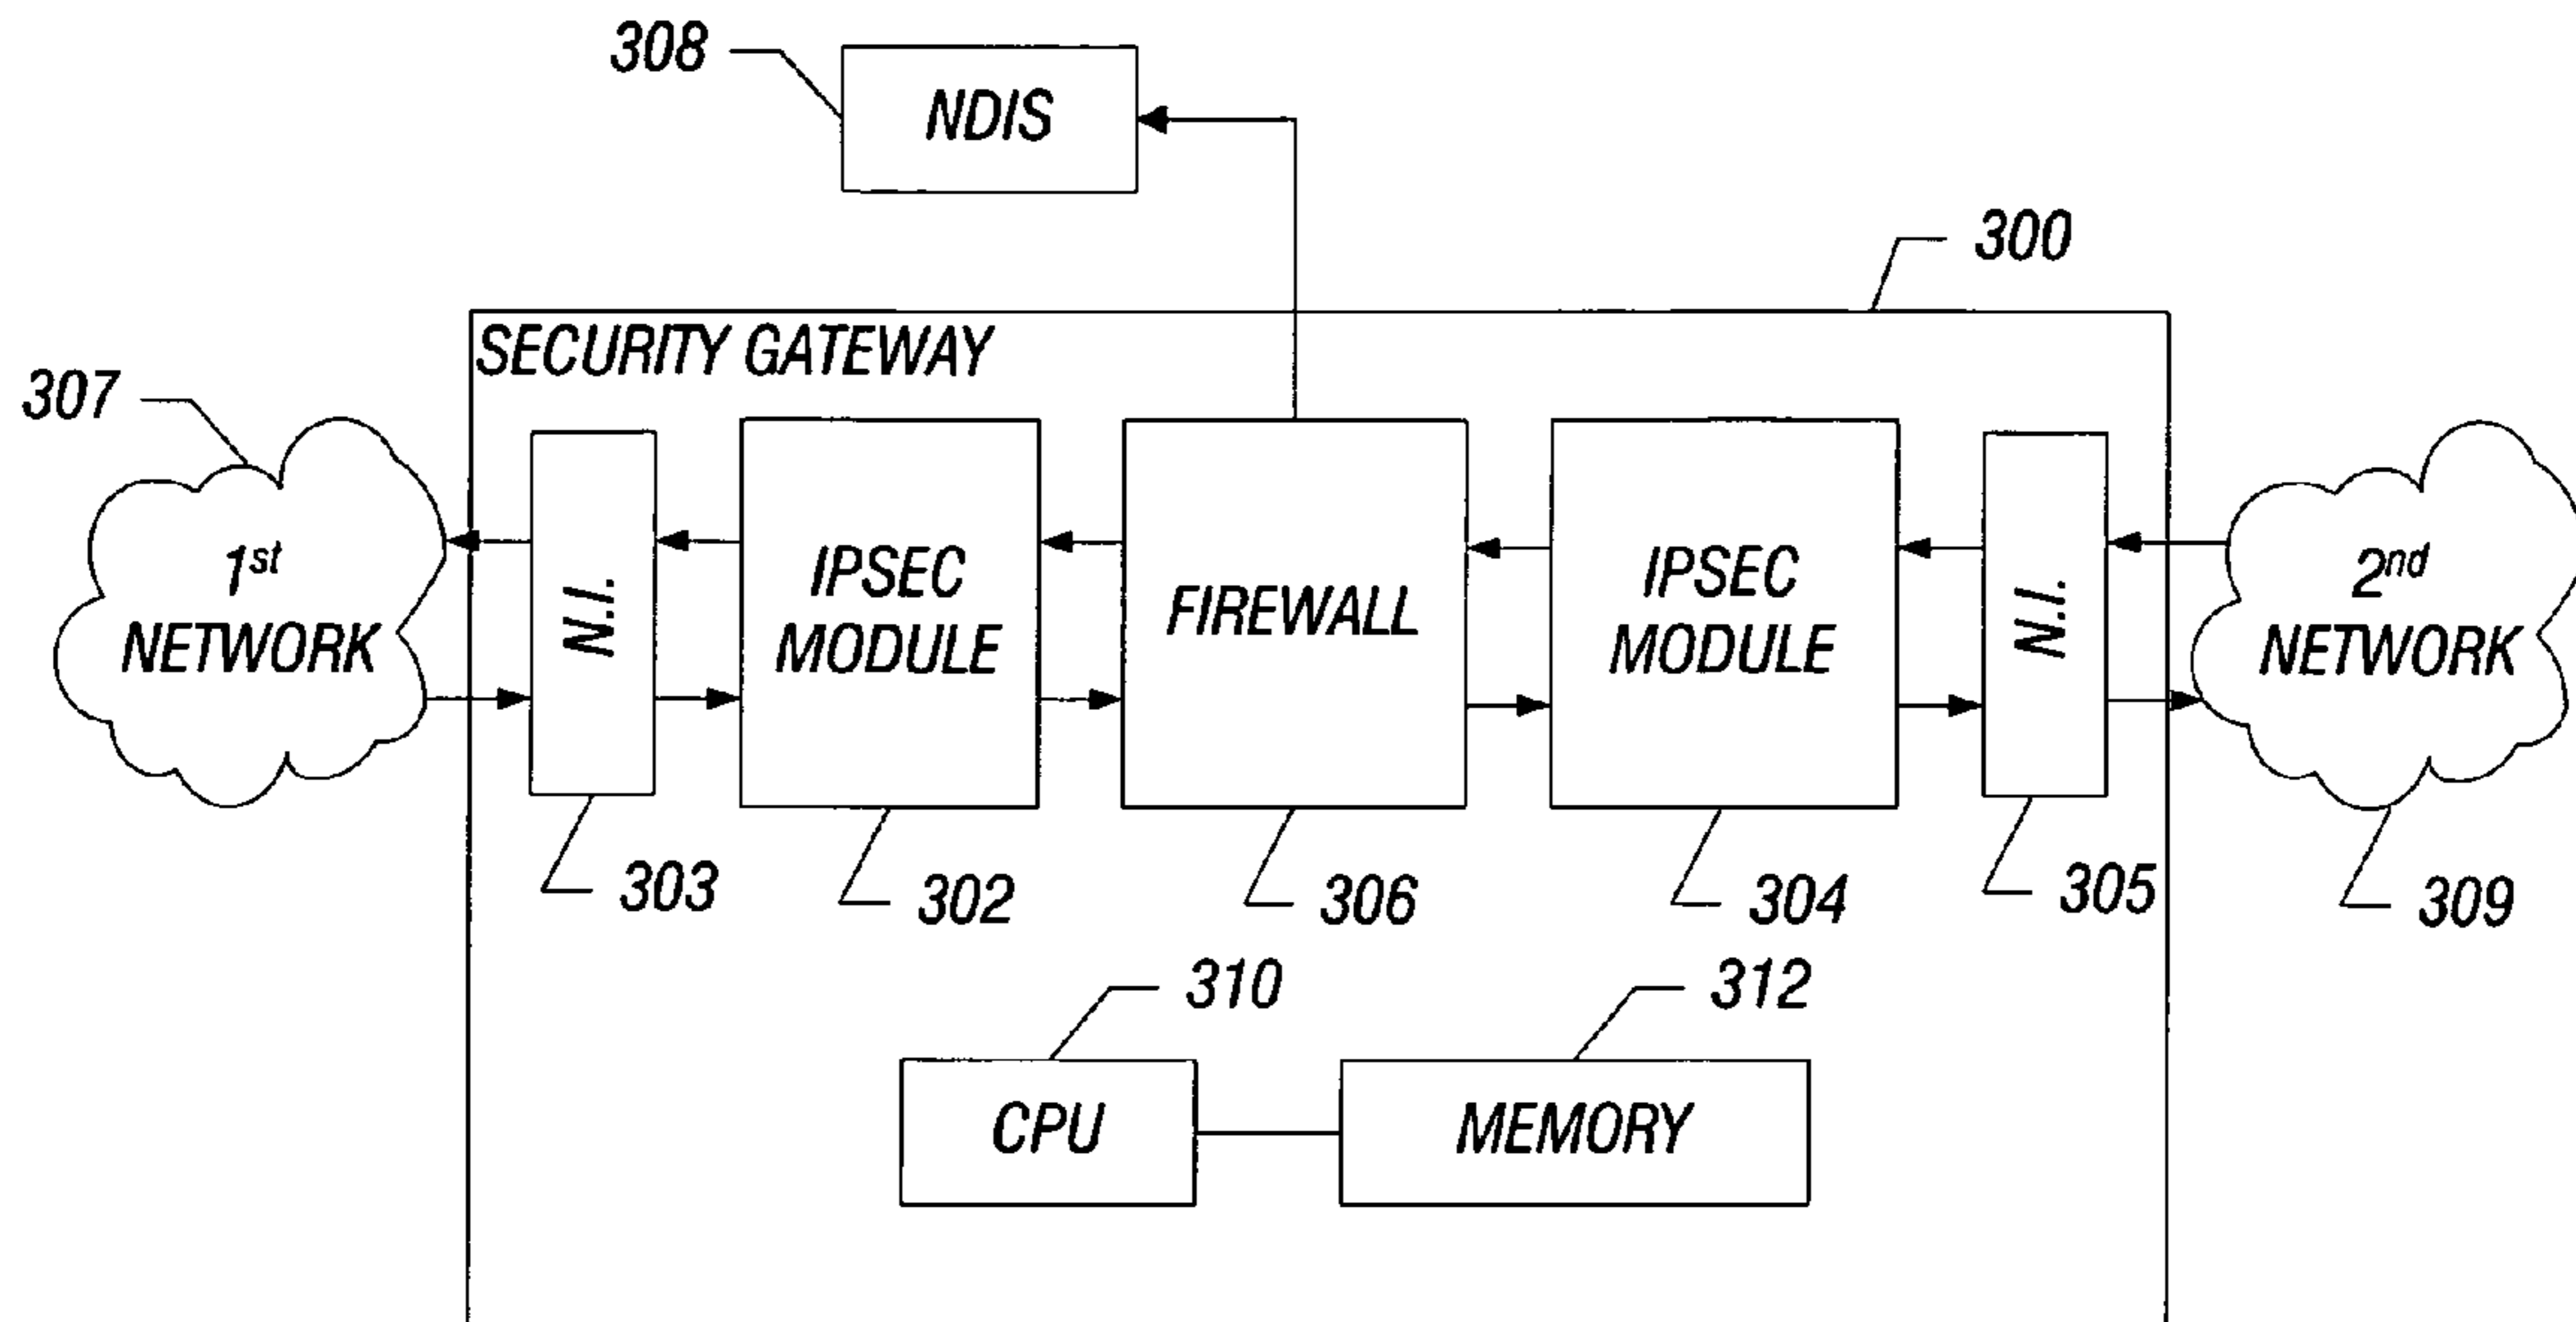 308
NDIS
300
SECURITY GATEWAY
307
1st
NETWORK
N.I.
IPSEC
MODULE
FIREWALL
IPSEC
MODULE
N.I.
2nd
NETWORK
303
302
306
304
305
309
310
312
CPU
MEMORY